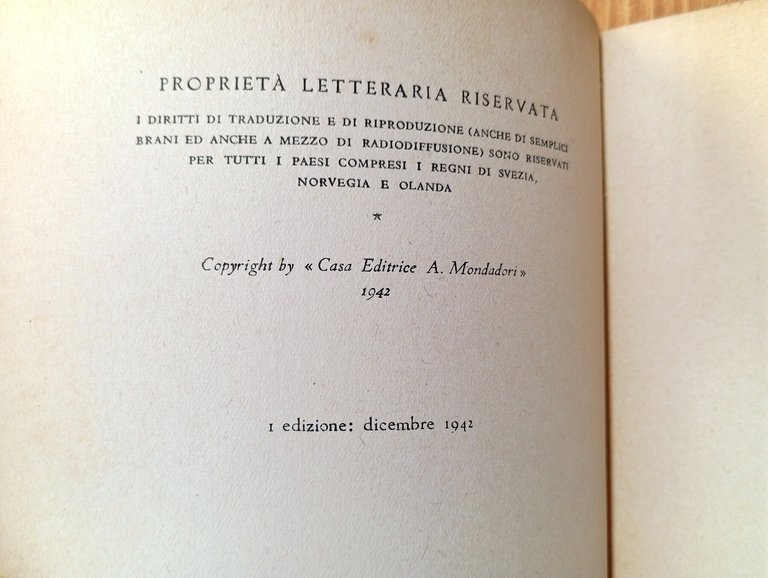 PROPRIETÀ LETTERARIA RISERVATA
I DIRITTI DI TRADUZIONE E DI RIPRODUZIONE (ANCHE DI SEMPLICI
BRANI ED ANCHE A MEZZO DI RADIODIFFUSIONE) SONO RISERVATI
PER TUTTI I PAESI COMPRESI I REGNI DI SVEZIA,
NORVEGIA E OLANDA
*
Copyright by « Casa Editrice A. Mondadori »
1942
I edizione: dicembre 1942